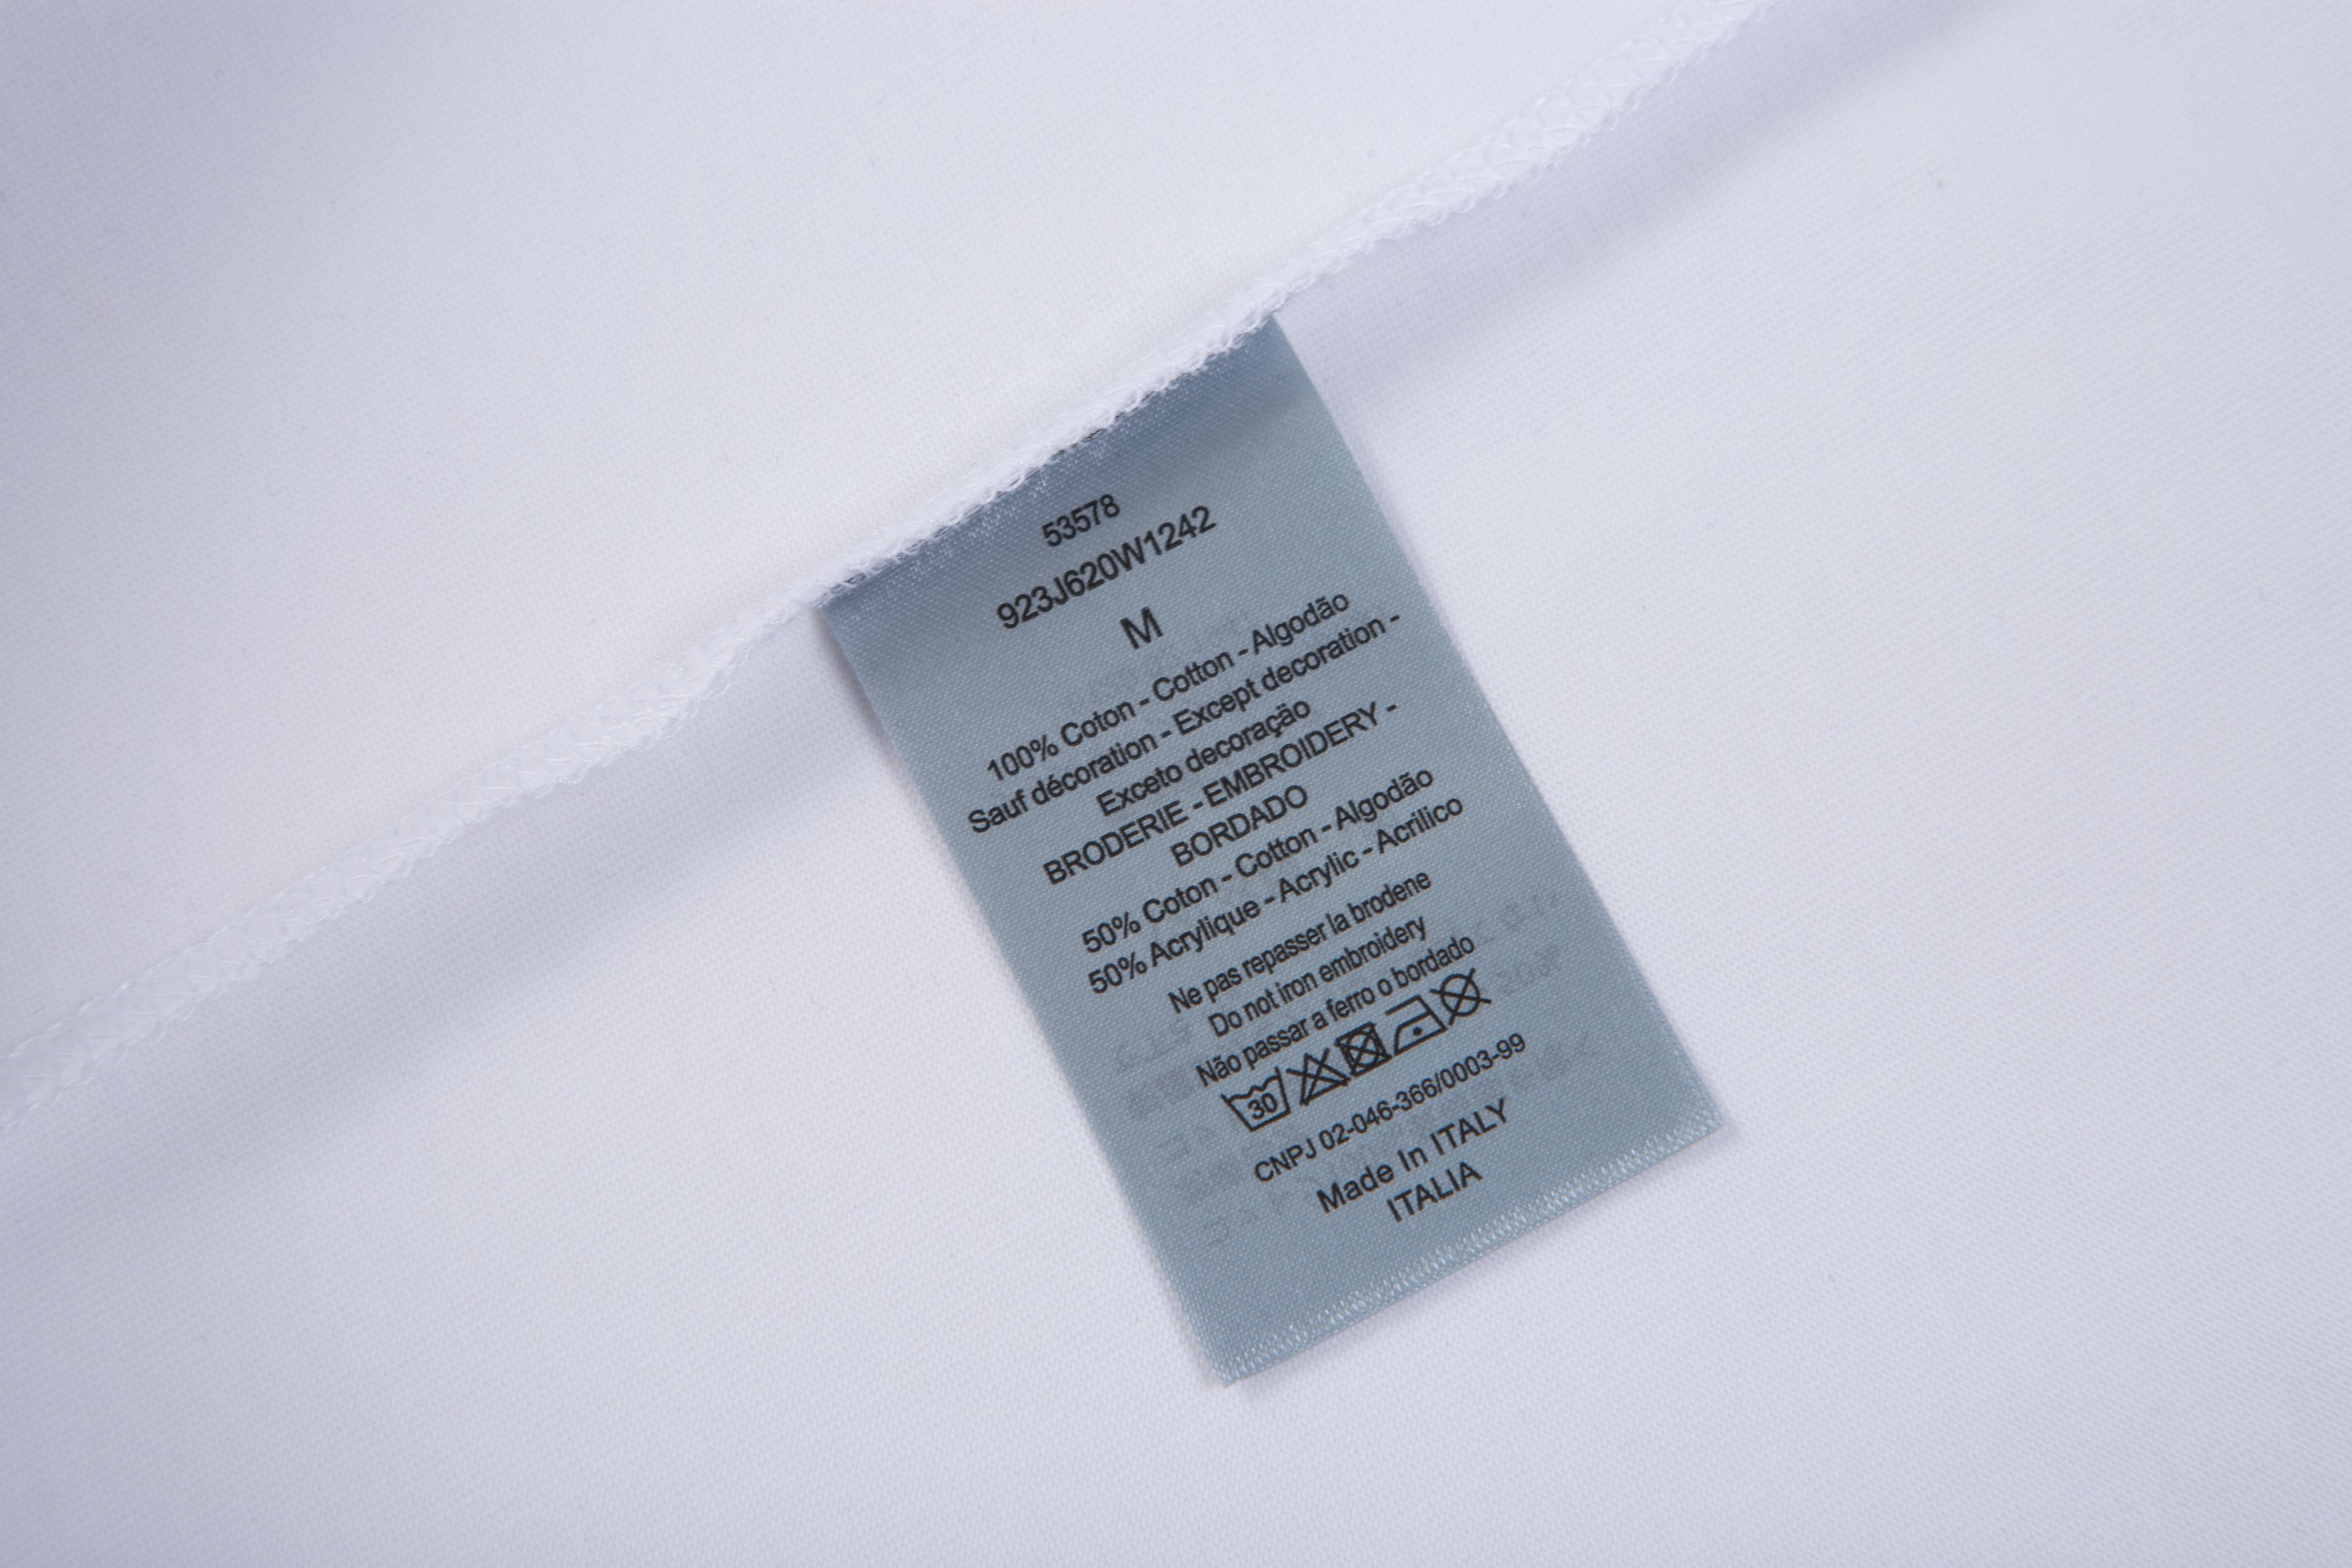 53578
923J620W1242
M
100% Coton - Cotton - Algodão
Sauf décoration - Except decoration -
Exceto decoração
BRODERIE - EMBROIDERY -
BORDADO
50% Coton - Cotton - Algodão
50% Acrylique - Acrylic - Acrilico
Ne pas repasser la brodene
Do not iron embroidery
Não passar a ferro o bordado
30
CNPJ 02-046-366/0003-99
Made In ITALY
ITALIA